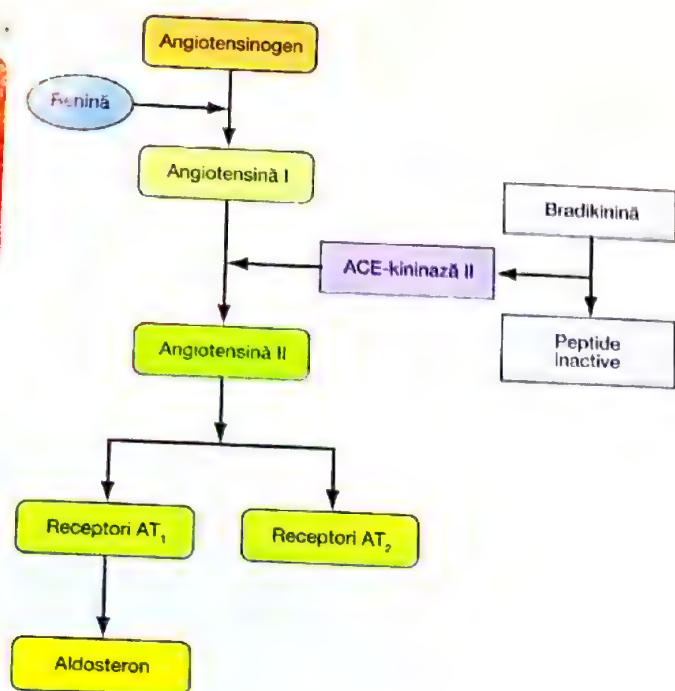 Angiotensinogen
Renină
Angiotensină I
Bradikinină
ACE-kininază II
Angiotensină II
Peptide
Inactive
Receptori AT₁
Receptori AT₂
Aldosteron